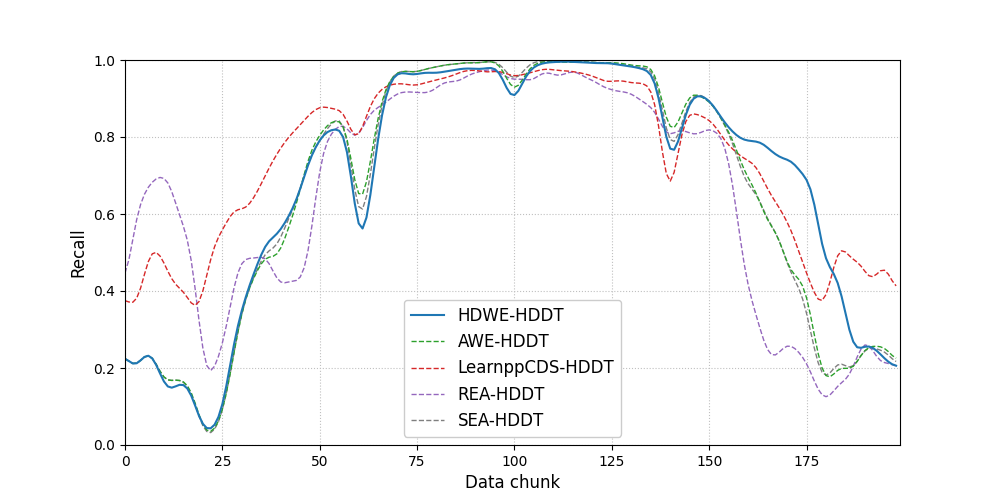 1.0
0.8
0.6
0.4
0.2
0.0
Recall
0
25
50
75
100
125
150
175
Data chunk
HDWE-HDDT
AWE-HDDT
LearnppCDS-HDDT
REA-HDDT
SEA-HDDT